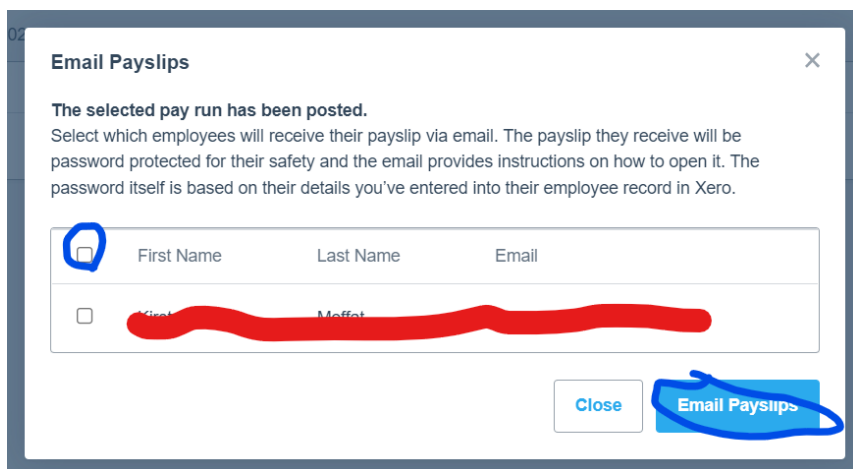 02
Email Payslips
The selected pay run has been posted.
Select which employees will receive their payslip via email. The payslip they receive will be
password protected for their safety and the email provides instructions on how to open it. The
password itself is based on their details you've entered into their employee record in Xero.
First Name Last Name Email
Close Email Payslips